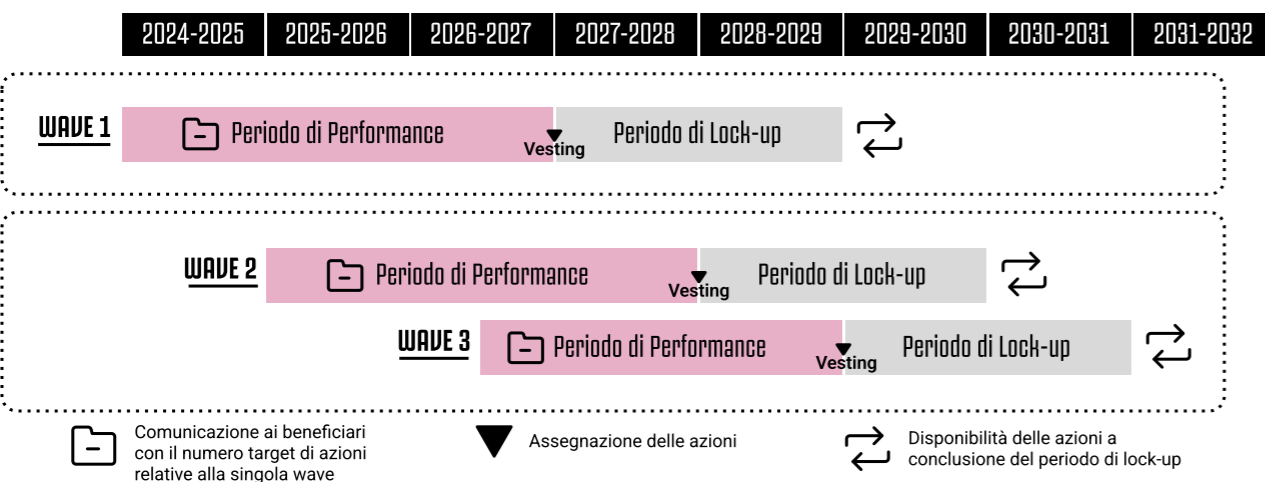 2024-2025 2025-2026 2026-2027 2027-2028 2028-2029 2029-2030 2030-2031 2031-2032
WAVE 1 Periodo di Performance Vesting Periodo di Lock-up
WAVE 2 Periodo di Performance Vesting Periodo di Lock-up
WAVE 3 Periodo di Performance Vesting Periodo di Lock-up
Comunicazione ai beneficiari
con il numero target di azioni
relative alla singola wave
Assegnazione delle azioni
Disponibilità delle azioni a
conclusione del periodo di lock-up